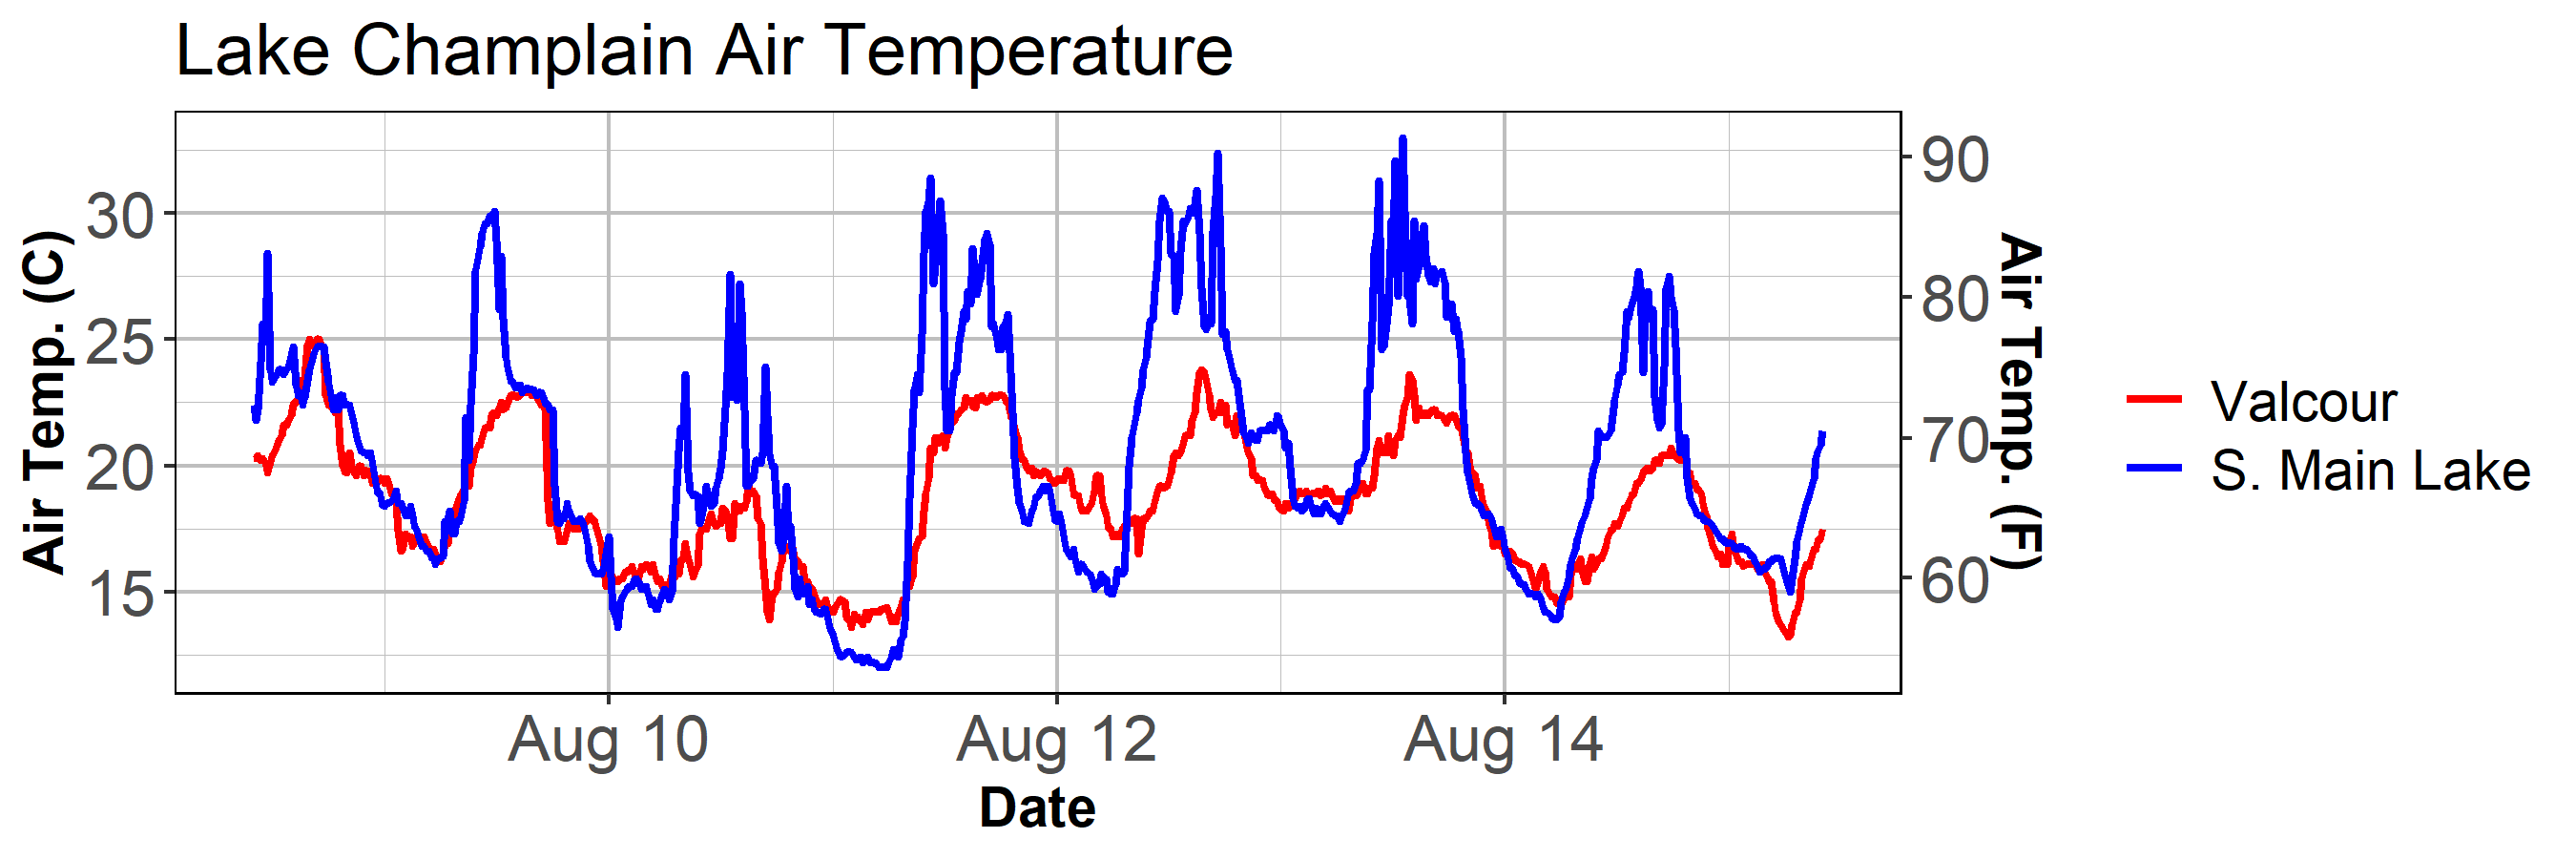 Lake Champlain Air Temperature
Air Temp. (C)
30
25
20
15
90
80
70
60
Air Temp. (F)
Aug 10
Aug 12
Aug 14
Date
Valcour
S. Main Lake